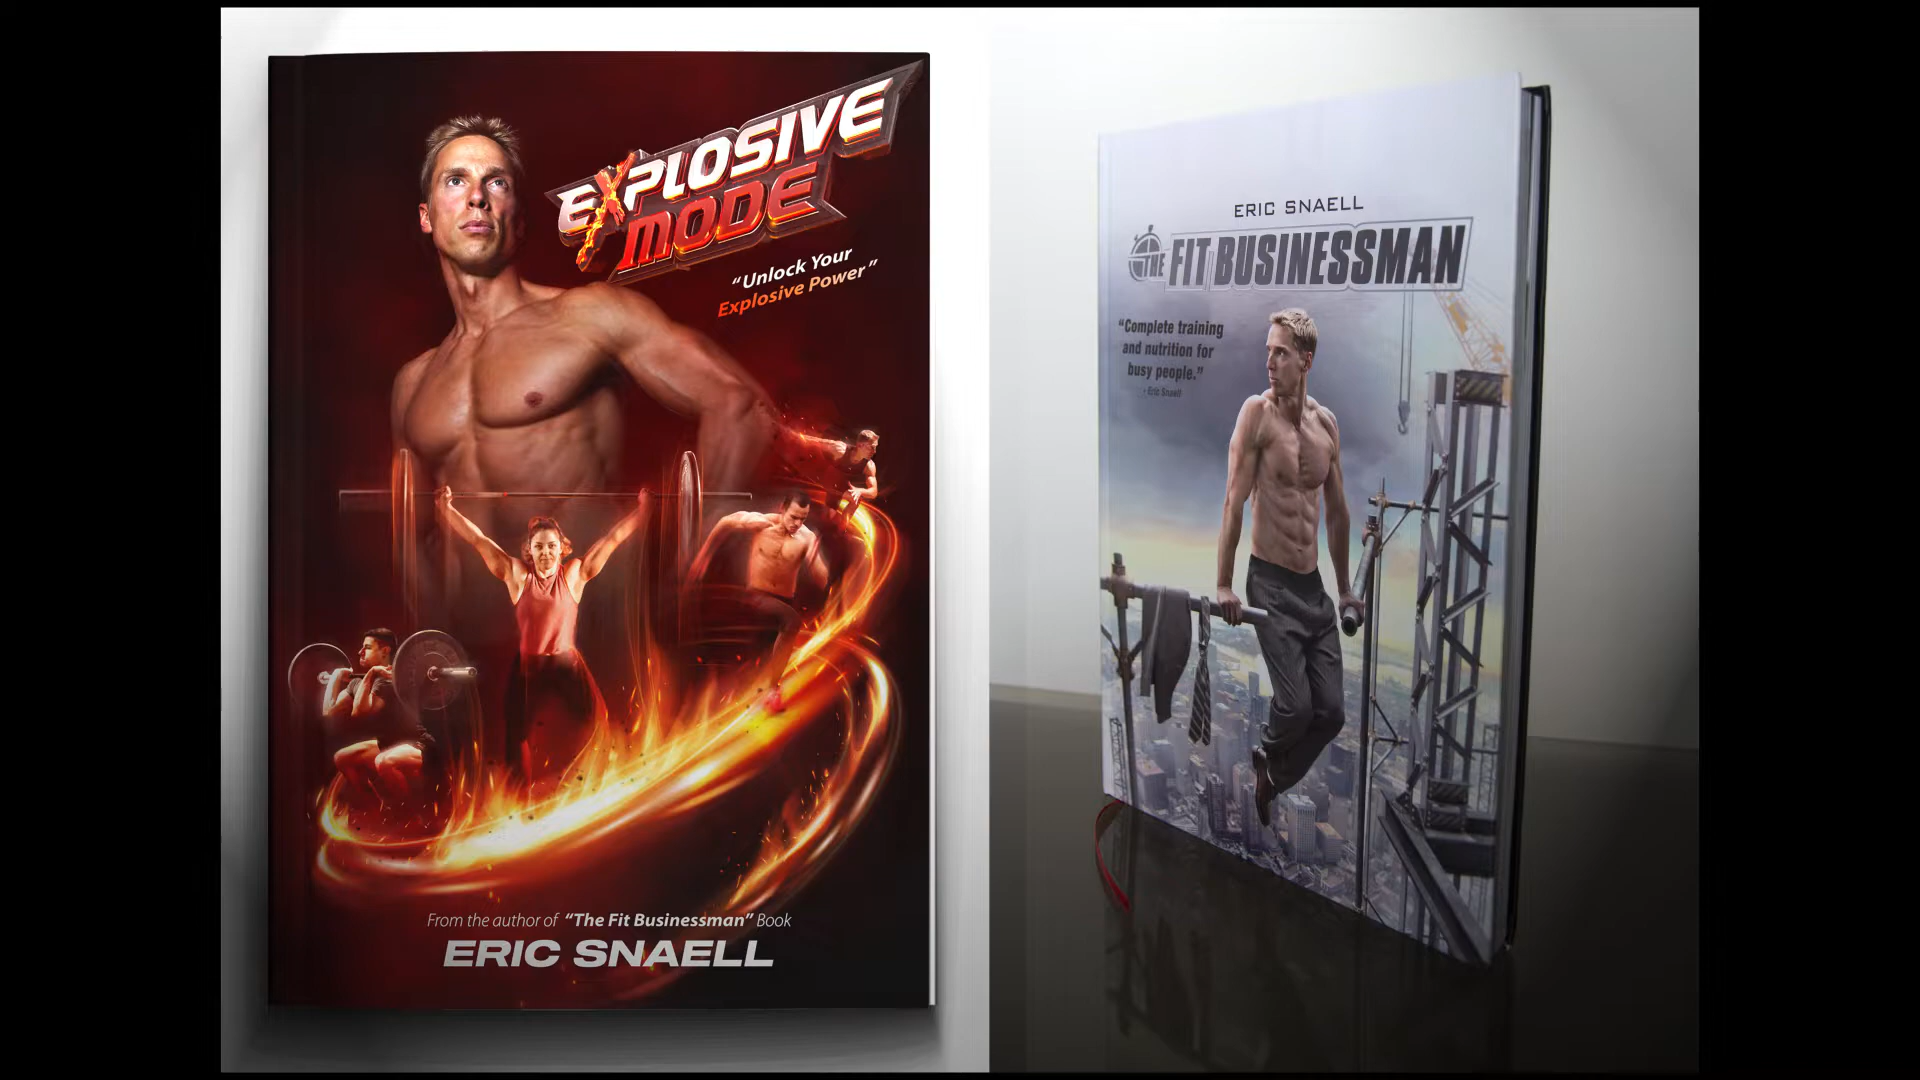 EXPLOSIVE
MODE
“Unlock Your
Explosive Power”
From the author of “The Fit Businessman” Book
ERIC SNAELL
ERIC SNAELL
THE FIT BUSINESSMAN
“Complete training
and nutrition for
busy people.”
- Eric Snaell